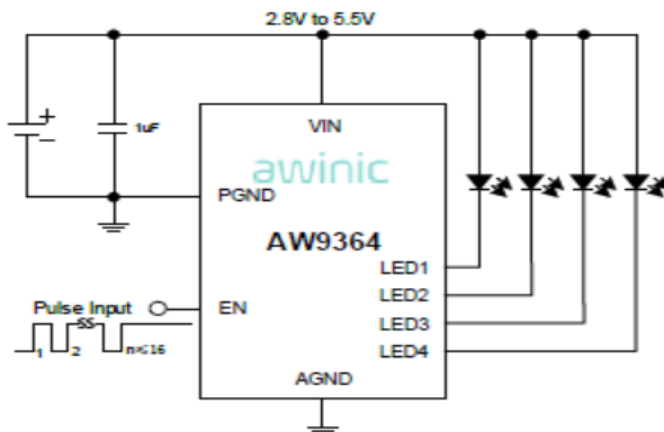 2.8V to 5.5V
+
1uF
−
VIN
awinic
PGND
AW9364
LED1
LED2
LED3
LED4
Pulse Input
EN
1 2 n≤16
AGND